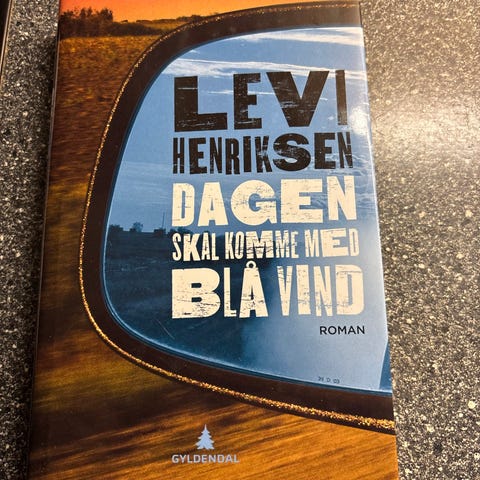 LEVI
HENRIKSEN
DAGEN
SKAL KOMME MED
BLÅ VIND
ROMAN
GYLDENDAL